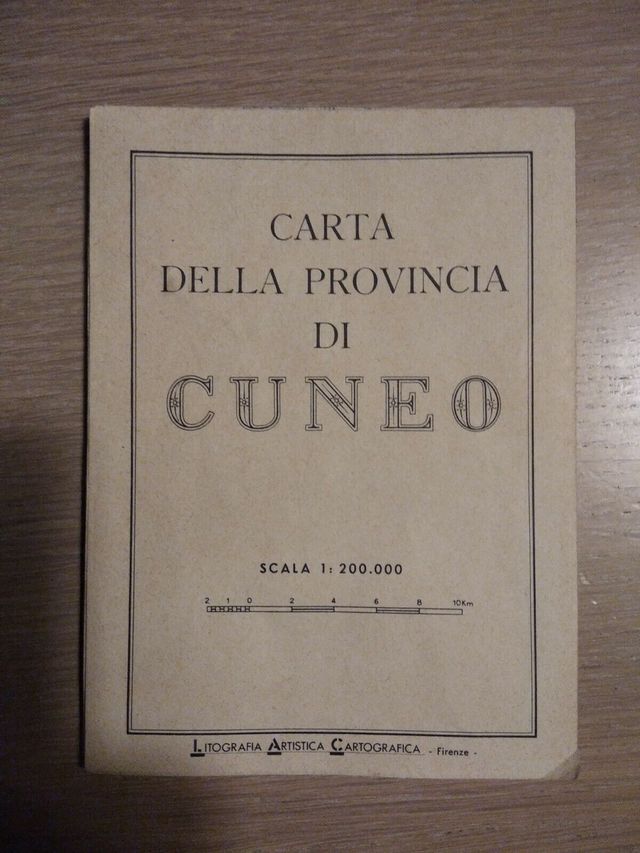 CARTA
DELLA PROVINCIA
DI
CUNEO
SCALA 1: 200.000
2 1 0 2 4 6 8 10Km
LITOGRAFIA ARTISTICA CARTOGRAFICA - Firenze -